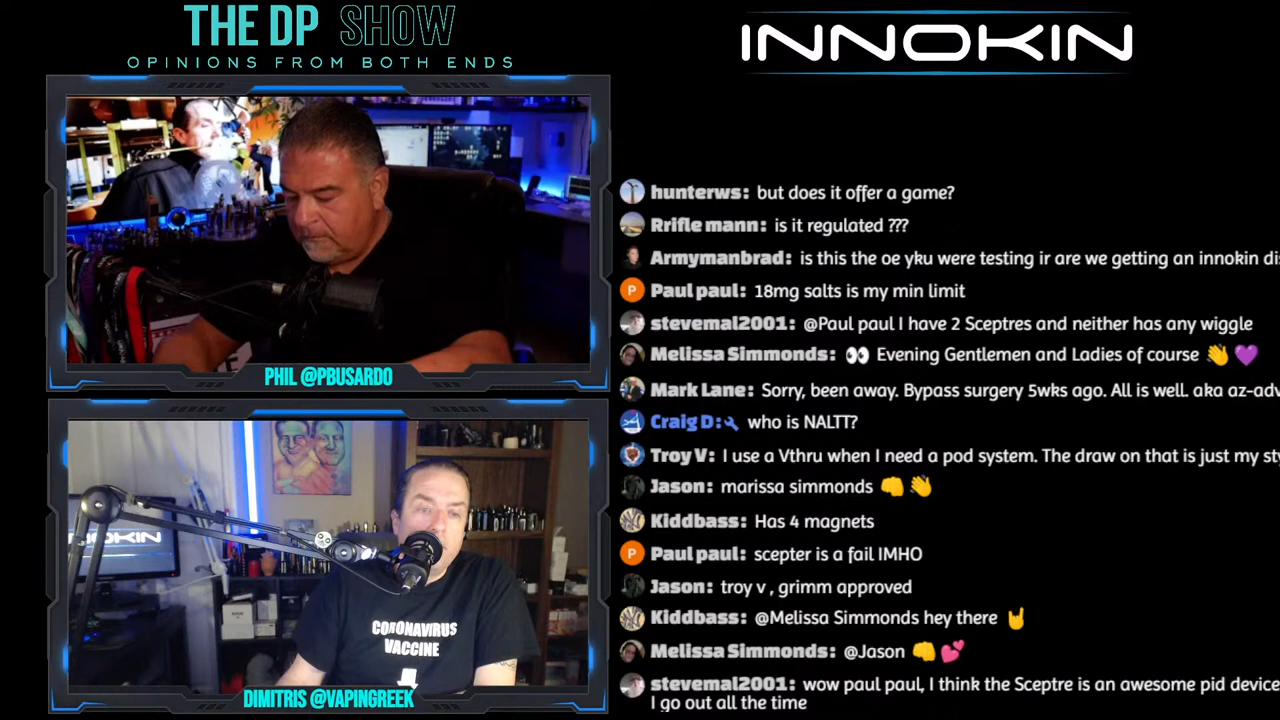 THE DP SHOW
OPINIONS FROM BOTH ENDS
INNOKIN
PHIL @PBUSARDO
CORONAVIRUS
VACCINE
DIMITRIS @VAPINGREEK
hunterws: but does it offer a game?
Rrifle mann: is it regulated ???
Armymanbrad: is this the oe yku were testing ir are we getting an innokin dis
Paul paul: 18mg salts is my min limit
stevemal2001: @Paul paul I have 2 Sceptres and neither has any wiggle
Melissa Simmonds: 👀 Evening Gentlemen and Ladies of course 👋 💜
Mark Lane: Sorry, been away. Bypass surgery 5wks ago. All is well. aka az-adv
Craig D: who is NALTT?
Troy V: I use a Vthru when I need a pod system. The draw on that is just my sty
Jason: marissa simmonds 👊 👋
Kiddbass: Has 4 magnets
Paul paul: scepter is a fail IMHO
Jason: troy v , grimm approved
Kiddbass: @Melissa Simmonds hey there 🤘
Melissa Simmonds: @Jason 👊 💕
stevemal2001: wow paul paul, I think the Sceptre is an awesome pid device
I go out all the time